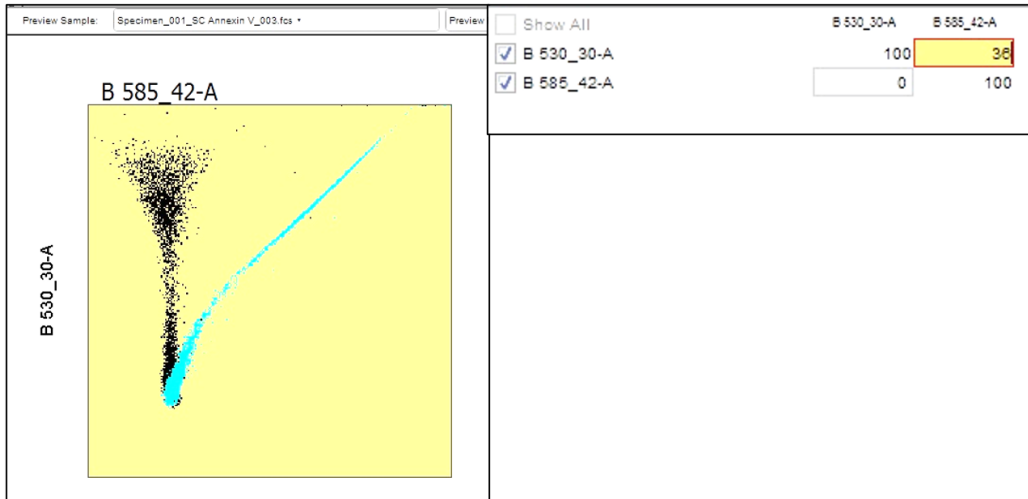 Preview Sample: Specimen_001_SC Annexin V_003.fcs Preview
Show All B 530_30-A B 585_42-A
B 530_30-A 100 36
B 585_42-A 0 100
B 585_42-A
B 530_30-A